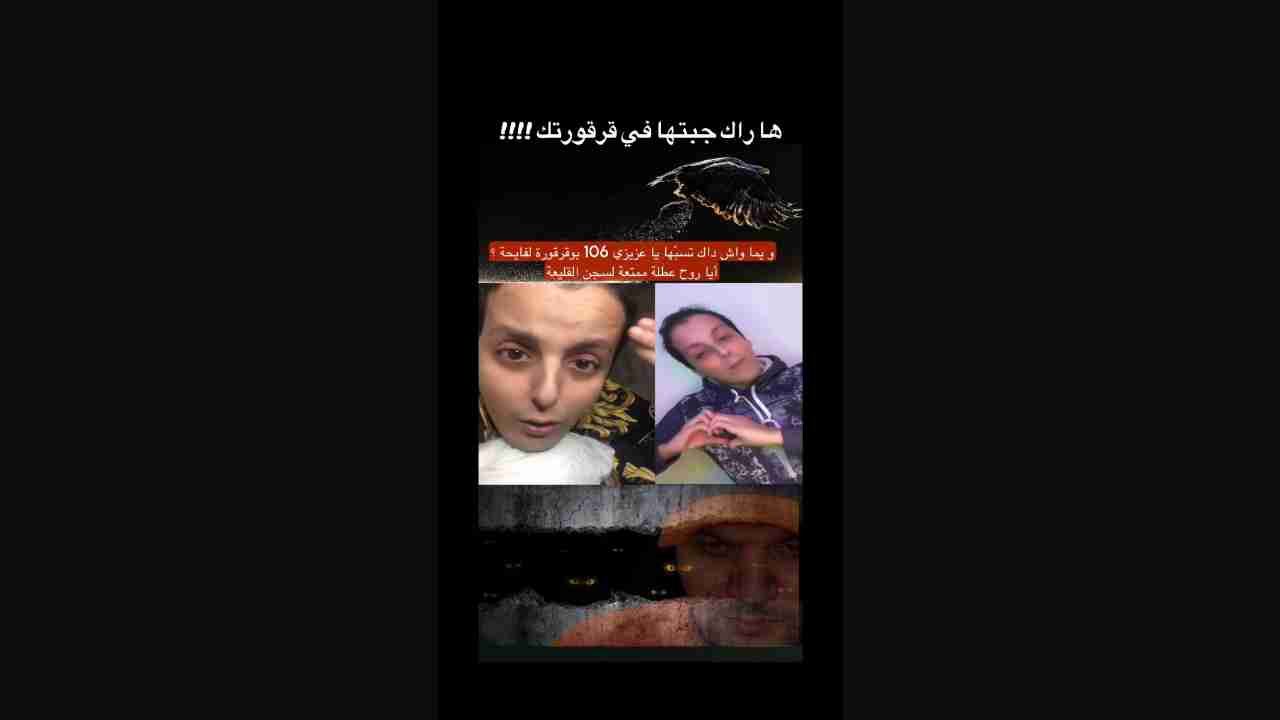 ها راك جبتها في قرقورتك !!!!
و يما واش داك تسبّها يا عزيزي 106 بوقرقورة لقايحة ؟
أيا روح عطلة ممتعة لسجن القليعة